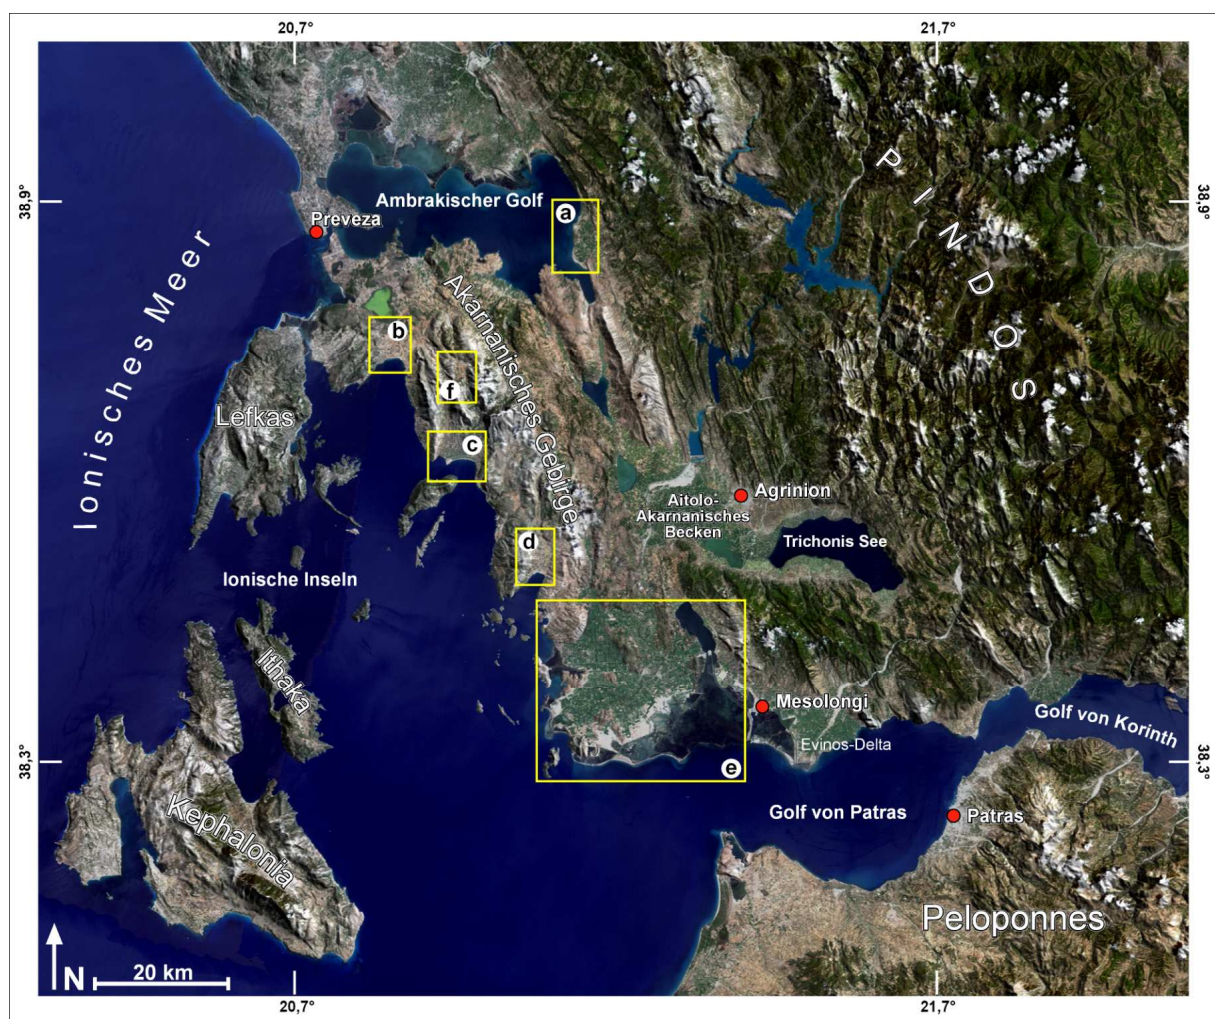 20,7°
21,7°
38,9°
38,9°
Ambrakischer Golf
a
Preveza
PINDOS
Ionisches Meer
Akarnanisches Gebirge
b
f
Lefkas
c
Agrinion
Aitolo-
Akarnanisches
Becken
Trichonis See
d
Ionische Inseln
Ithaka
Mesolongi
Golf von Korinth
Evinos-Delta
38,3°
38,3°
e
Golf von Patras
Patras
Kephalonia
Peloponnes
N
20 km
20,7°
21,7°